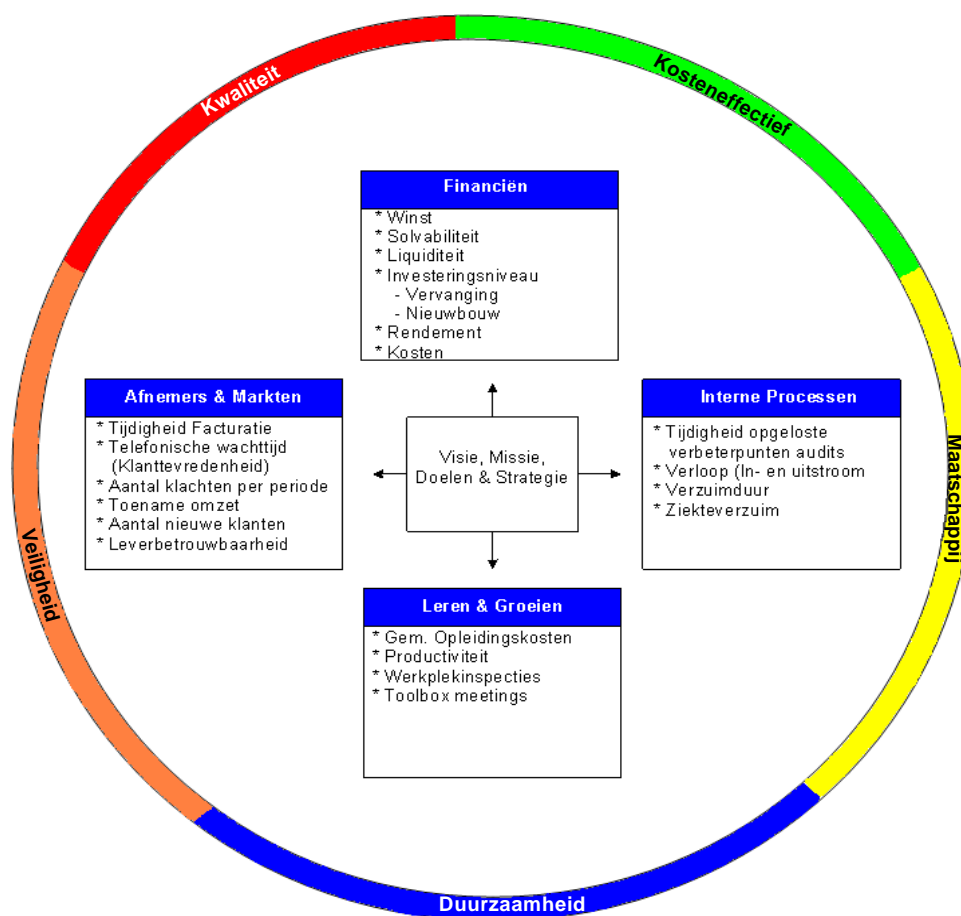 Kwaliteit
Kosteneffectief
Financiën
* Winst
* Solvabiliteit
* Liquiditeit
* Investeringsniveau
- Vervanging
- Nieuwbouw
* Rendement
* Kosten
Afnemers & Markten
* Tijdigheid Facturatie
* Telefonische wachttijd
(Klanttevredenheid)
* Aantal klachten per periode
* Toename omzet
* Aantal nieuwe klanten
* Leverbetrouwbaarheid
Visie, Missie,
Doelen & Strategie
Interne Processen
* Tijdigheid opgeloste
verbeterpunten audits
* Verloop (In- en uitstroom
* Verzuimduur
* Ziekteverzuim
Maatschappij
Veiligheid
Leren & Groeien
* Gem. Opleidingskosten
* Productiviteit
* Werkplekinspecties
* Toolbox meetings
Duurzaamheid